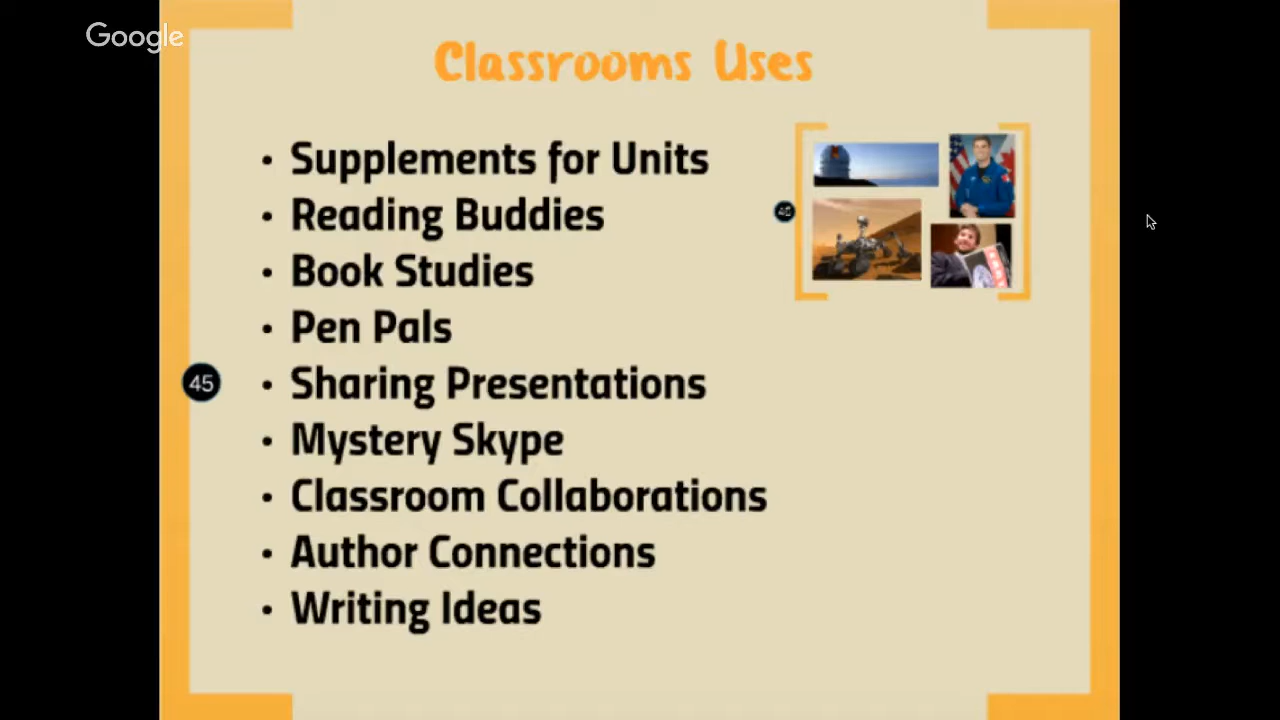 Google
Classrooms Uses
• Supplements for Units
• Reading Buddies
• Book Studies
• Pen Pals
45
• Sharing Presentations
• Mystery Skype
• Classroom Collaborations
• Author Connections
• Writing Ideas